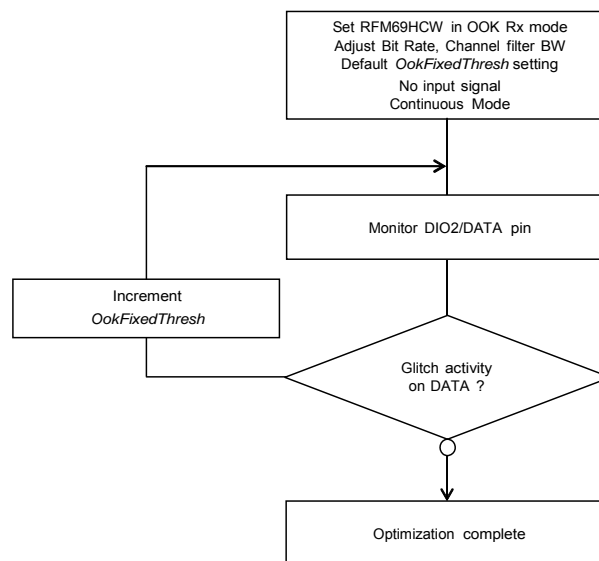 Set RFM69HCW in OOK Rx mode
Adjust Bit Rate, Channel filter BW
Default OokFixedThresh setting
No input signal
Continuous Mode
Monitor DIO2/DATA pin
Increment
OokFixedThresh
Glitch activity
on DATA ?
Optimization complete